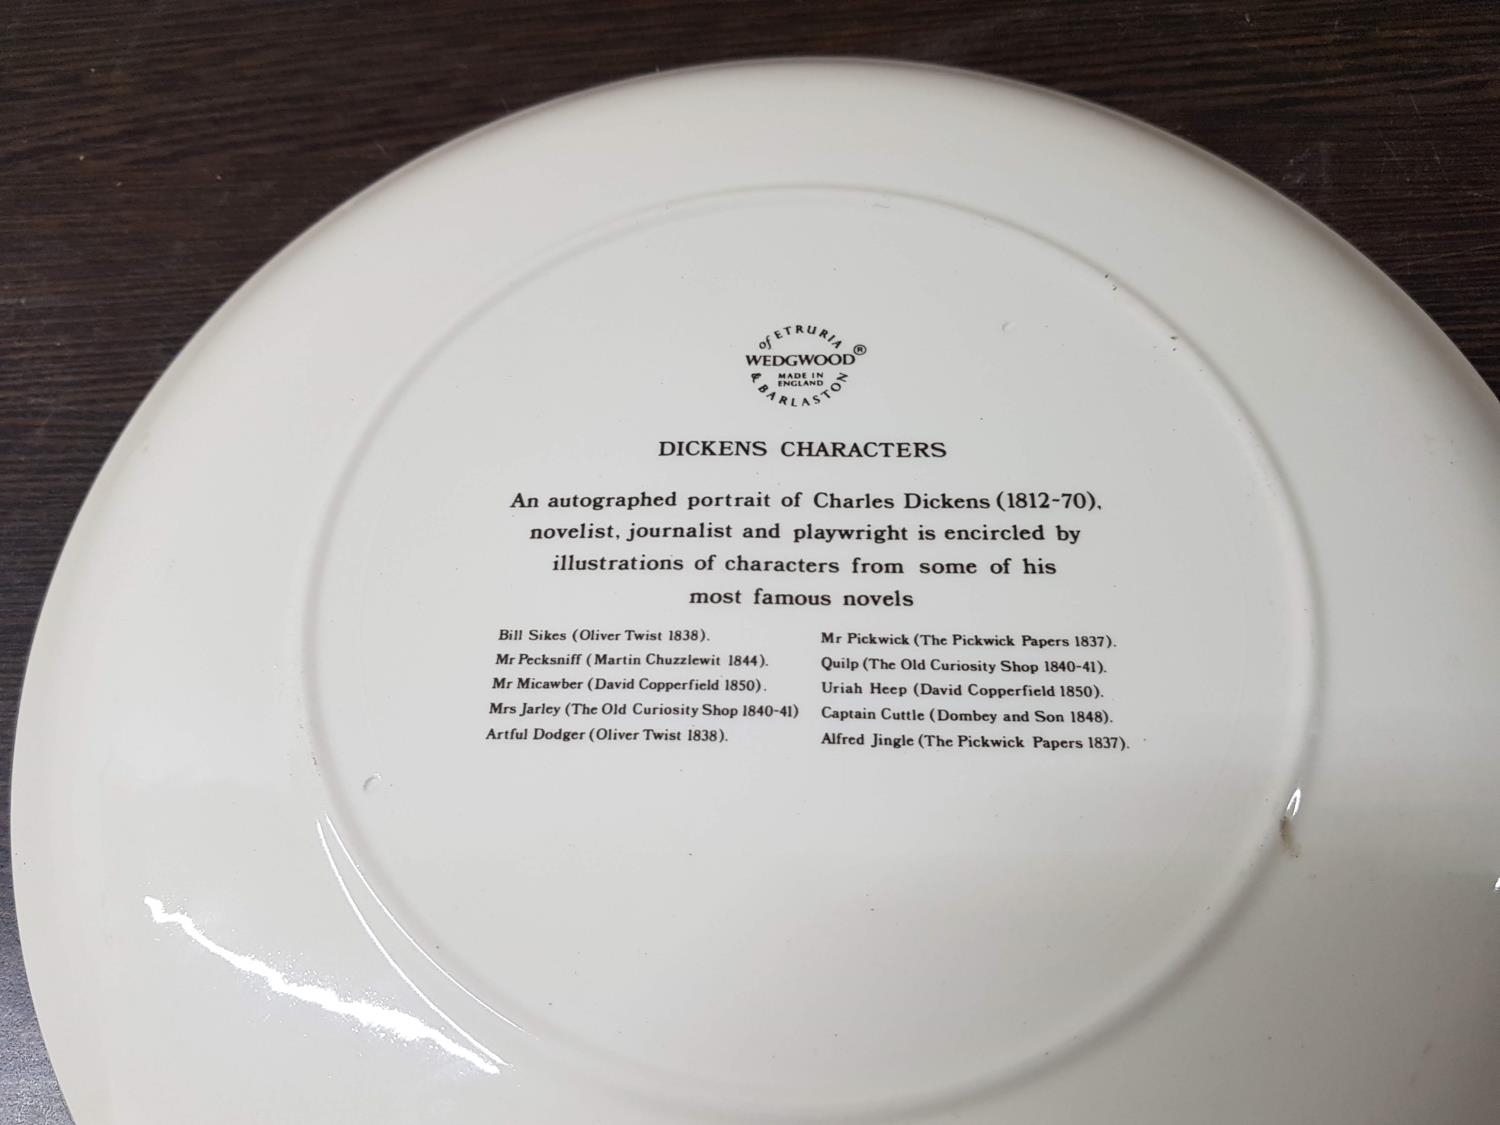 of ETRURIA
WEDGWOOD®
MADE IN
ENGLAND
& BARLASTON
DICKENS CHARACTERS
An autographed portrait of Charles Dickens (1812-70),
novelist, journalist and playwright is encircled by
illustrations of characters from some of his
most famous novels
Bill Sikes (Oliver Twist 1838).
Mr Pecksniff (Martin Chuzzlewit 1844).
Mr Micawber (David Copperfield 1850).
Mrs Jarley (The Old Curiosity Shop 1840-41)
Artful Dodger (Oliver Twist 1838).
Mr Pickwick (The Pickwick Papers 1837).
Quilp (The Old Curiosity Shop 1840-41).
Uriah Heep (David Copperfield 1850).
Captain Cuttle (Dombey and Son 1848).
Alfred Jingle (The Pickwick Papers 1837).